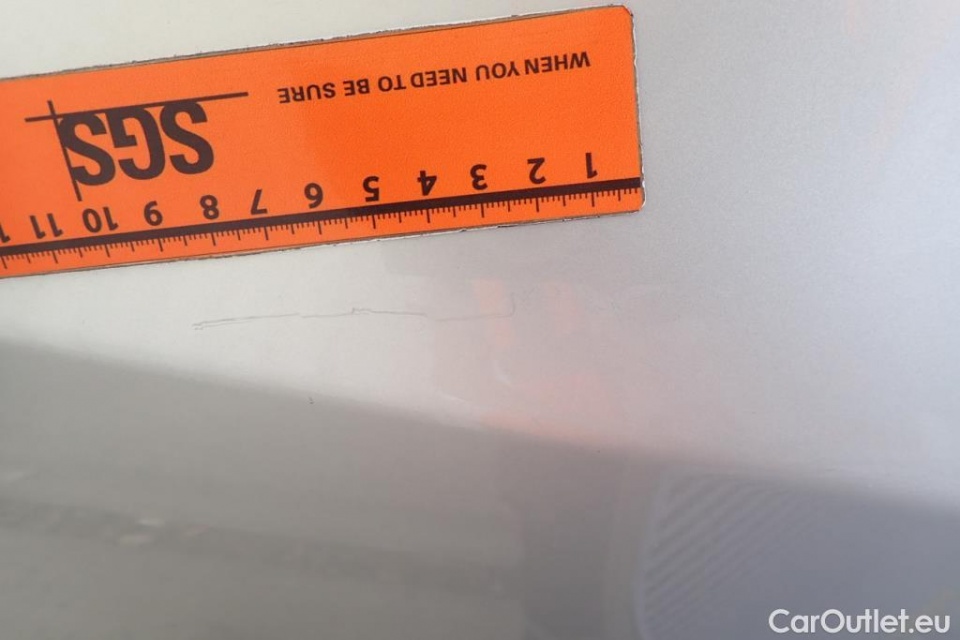 WHEN YOU NEED TO BE SURE
SGS
1 2 3 4 5 6 7 8 9 10 11
CarOutlet.eu